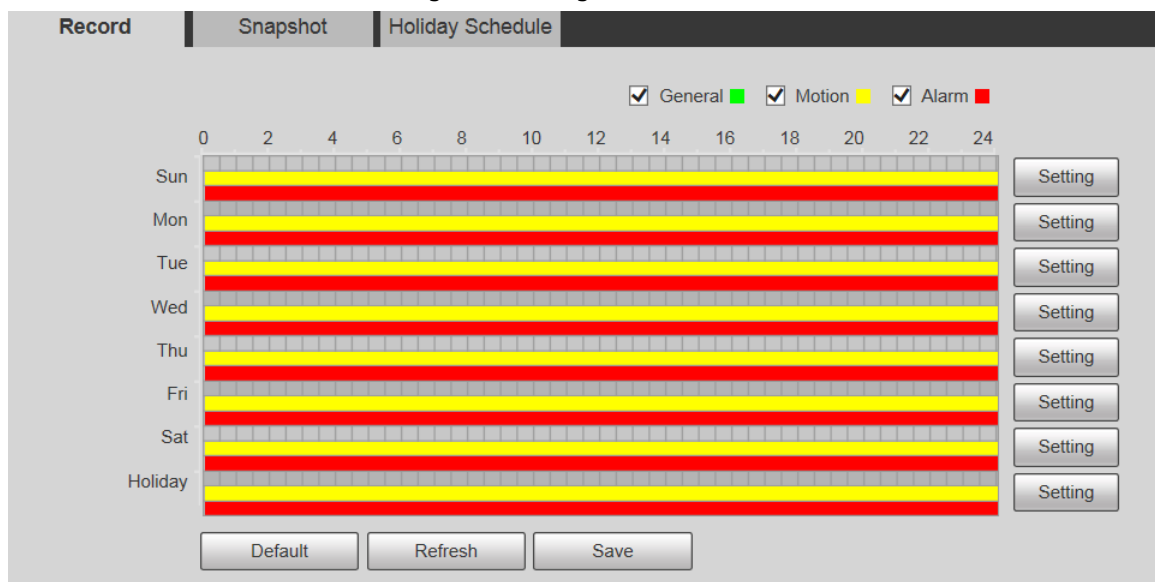 Record Snapshot Holiday Schedule
General Motion Alarm
0 2 4 6 8 10 12 14 16 18 20 22 24
Sun Setting
Mon Setting
Tue Setting
Wed Setting
Thu Setting
Fri Setting
Sat Setting
Holiday Setting
Default Refresh Save